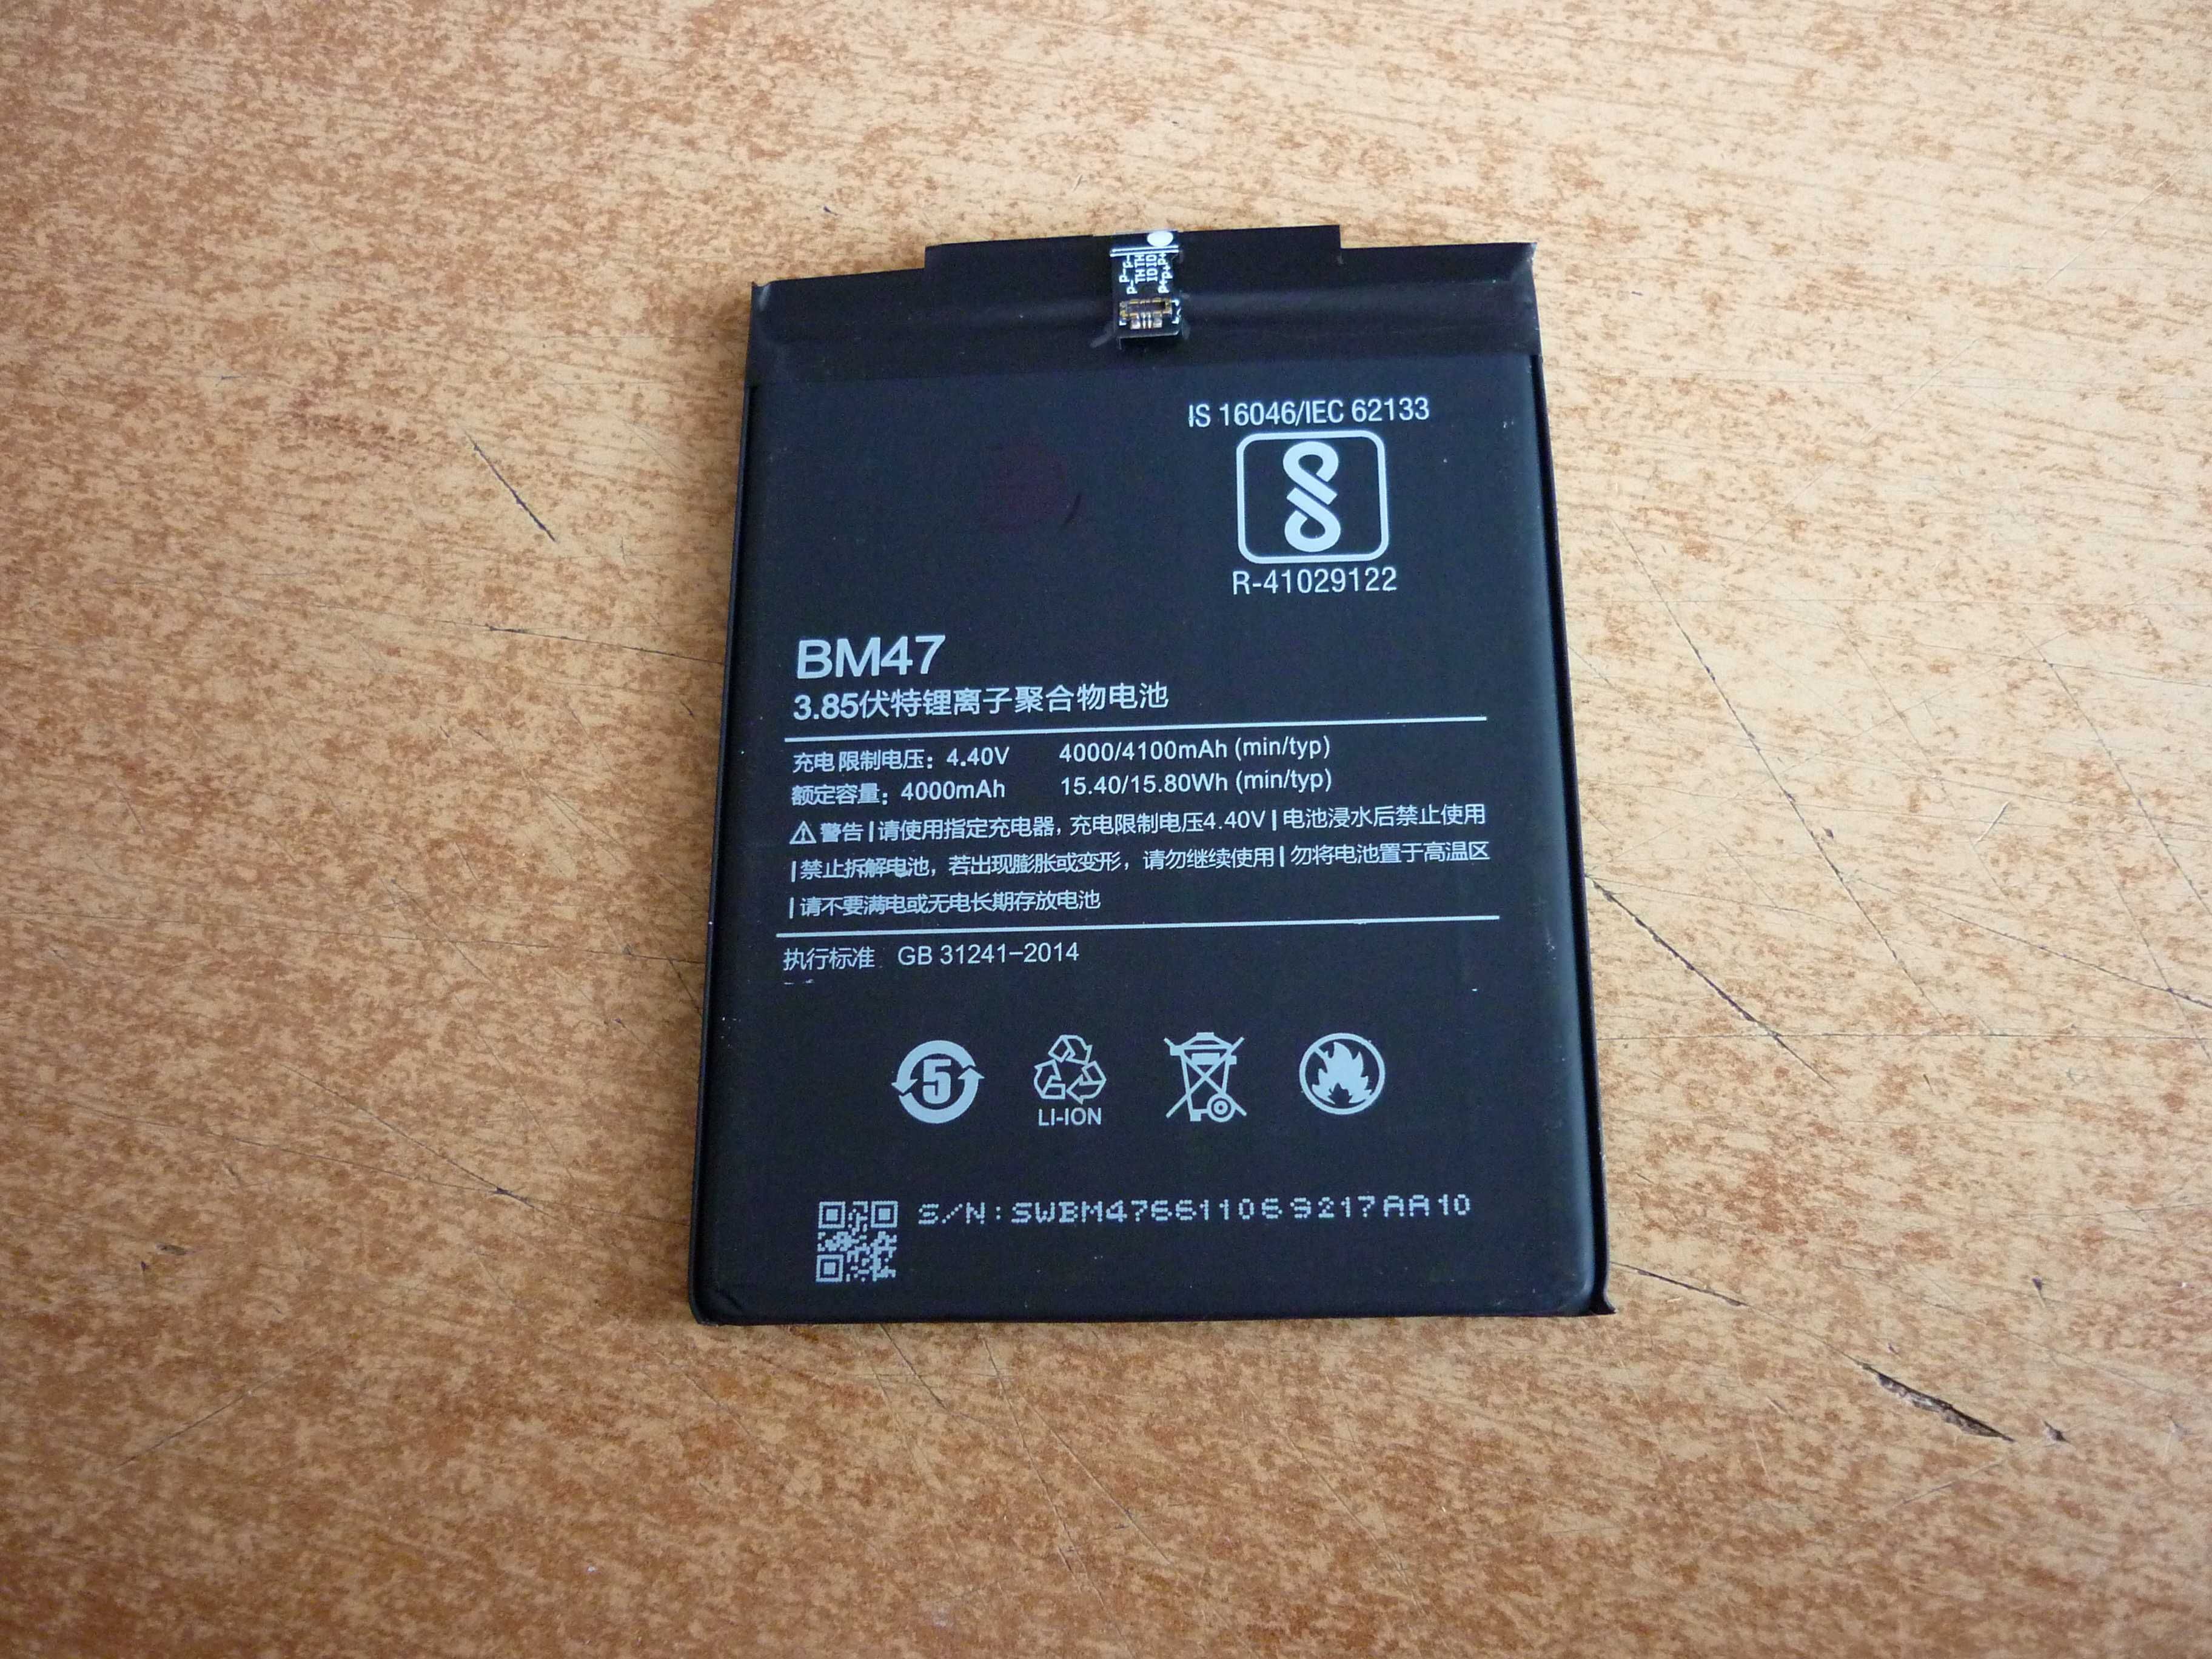 P- P- TH TH ID ID P+ P+
IS 16046/IEC 62133
R-41029122
BM47
3.85伏特锂离子聚合物电池
充电限制电压：4.40V 4000/4100mAh (min/typ)
额定容量：4000mAh 15.40/15.80Wh (min/typ)
警告|请使用指定充电器，充电限制电压4.40V|电池浸水后禁止使用
|禁止拆解电池，若出现膨胀或变形，请勿继续使用|勿将电池置于高温区
|请不要满电或无电长期存放电池
执行标准 GB 31241-2014
5
LI-ION
S/N:SWBM476611069217AA10